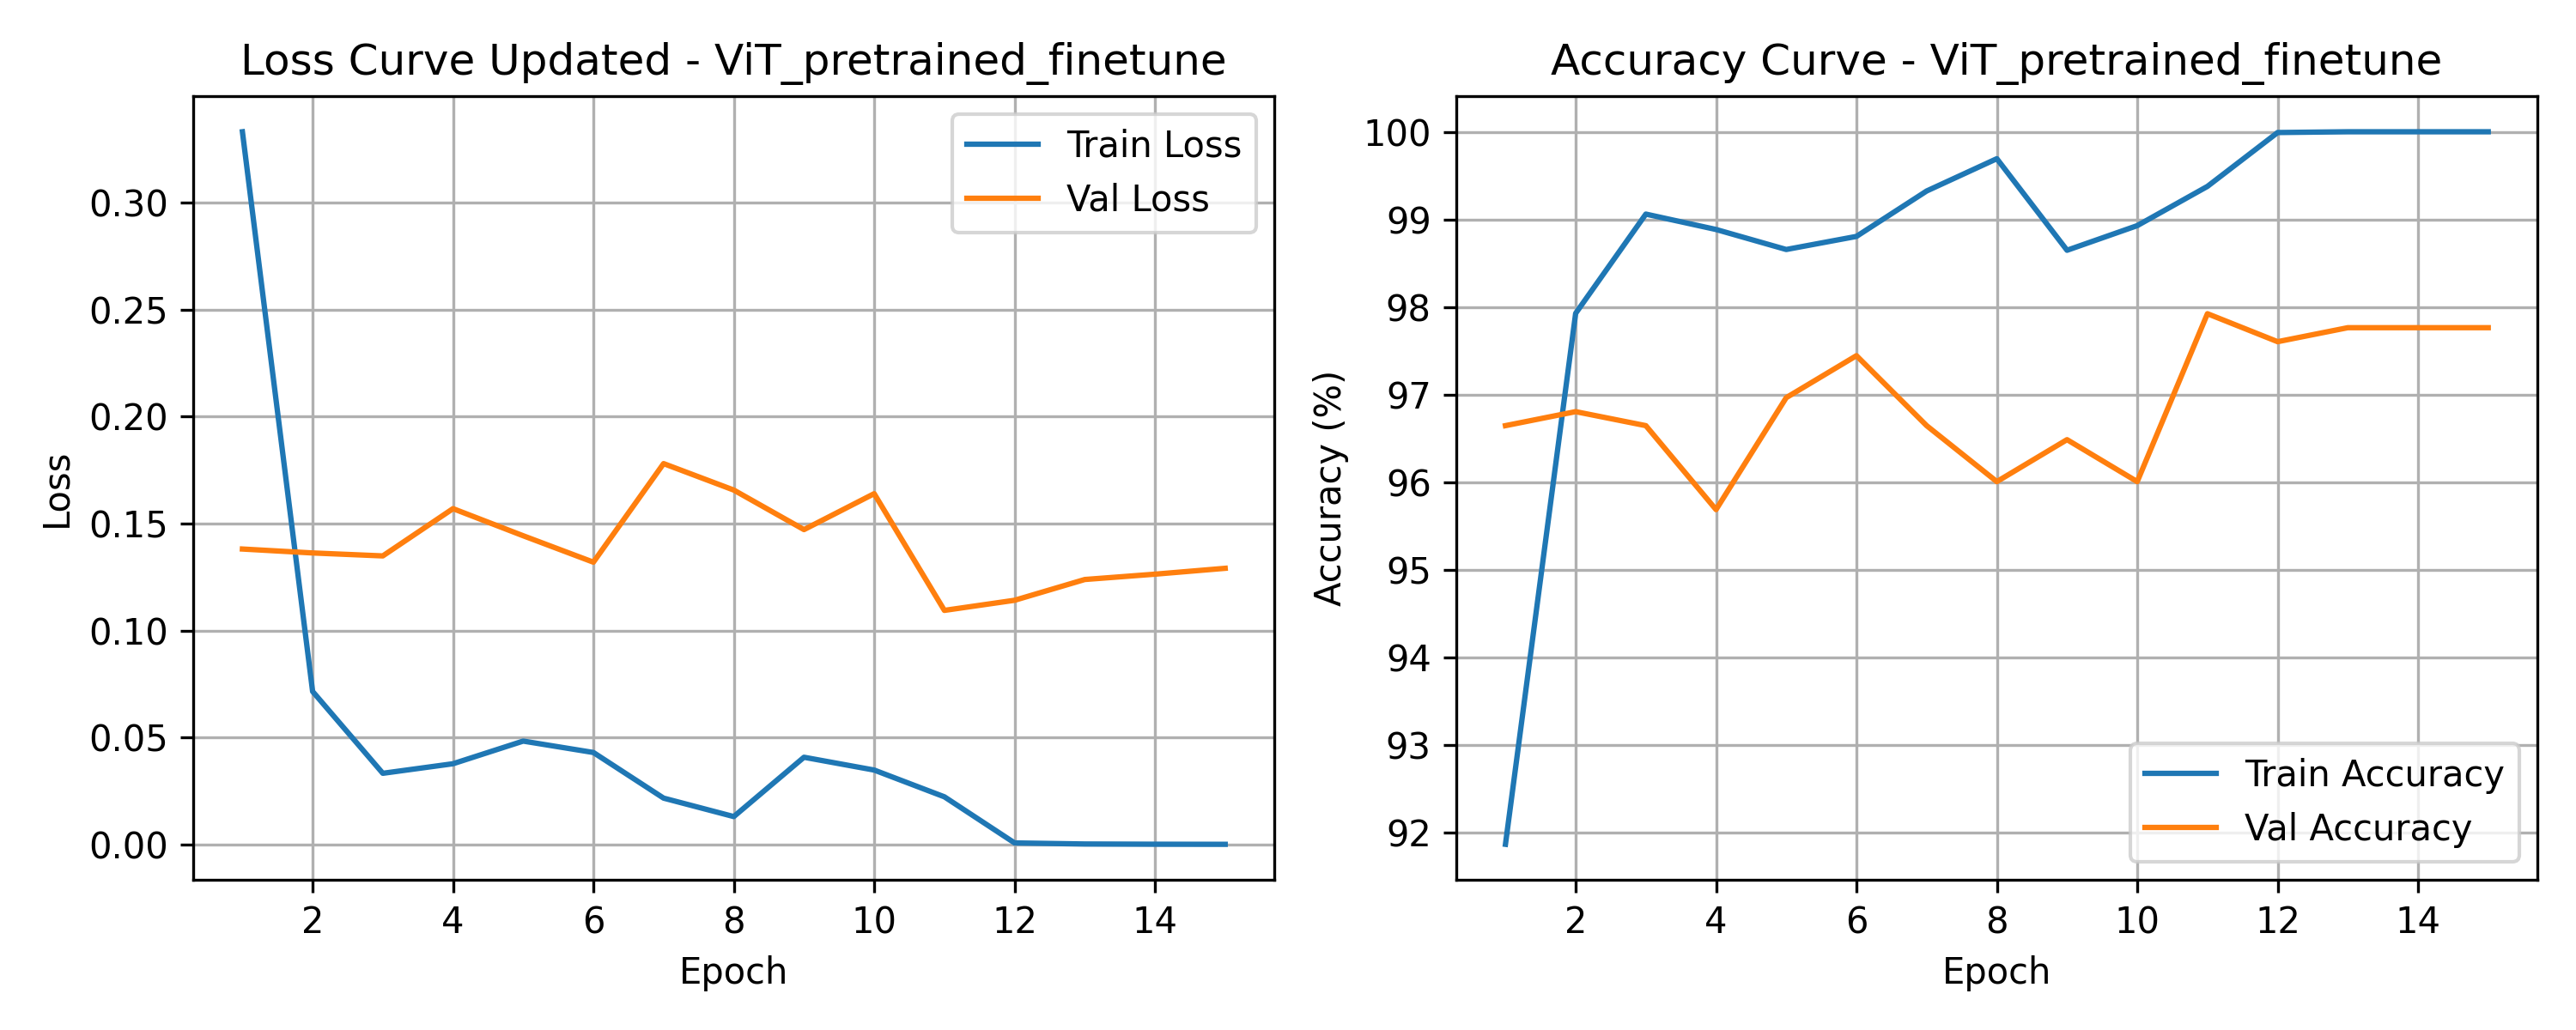 Loss Curve Updated - ViT_pretrained_finetune
Train Loss
Val Loss
0.30
0.25
0.20
0.15
0.10
0.05
0.00
Loss
2 4 6 8 10 12 14
Epoch
Accuracy Curve - ViT_pretrained_finetune
100
99
98
97
96
95
94
93
92
Accuracy (%)
Train Accuracy
Val Accuracy
2 4 6 8 10 12 14
Epoch